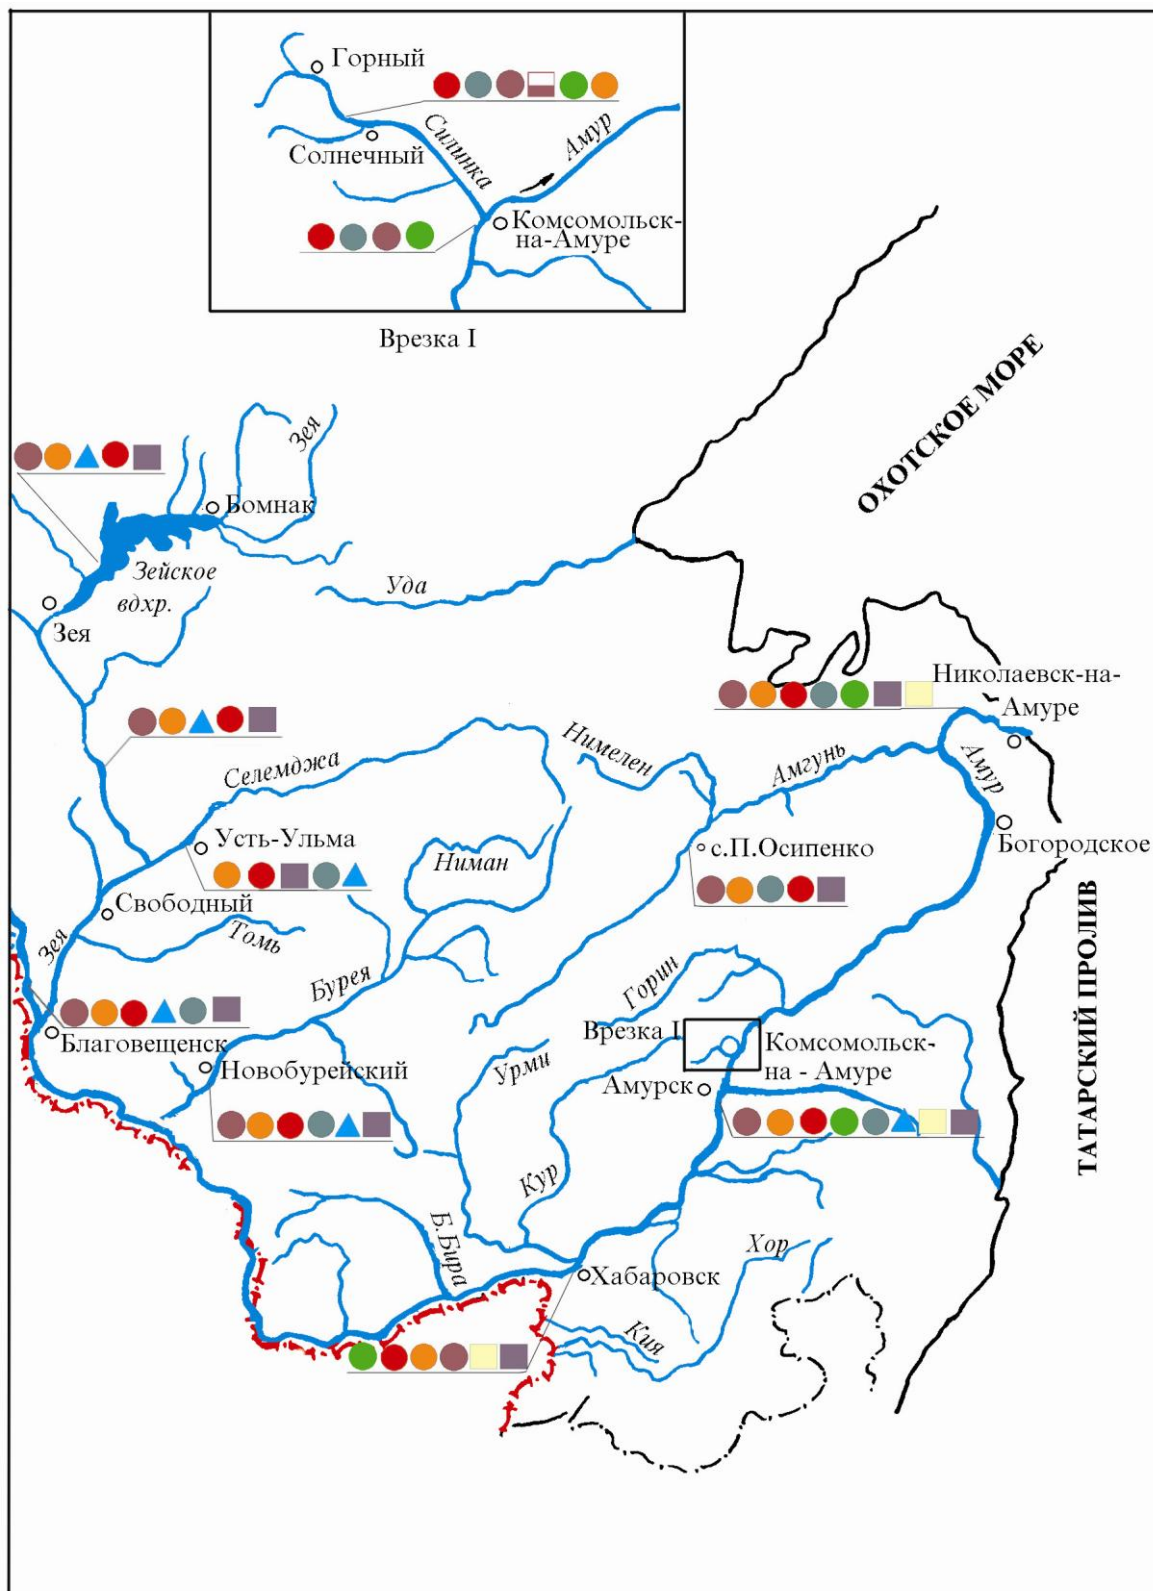 Горный
Силинка
Амур
Солнечный
Комсомольск-
на-Амуре
Врезка I
ОХОТСКОЕ МОРЕ
Зея
Бомнак
Зейское
вдхр.
Уда
Зея
Николаевск-на-
Амуре
Нимелен
Амгунь
Амур
Селемджа
Усть-Ульма
Ниман
с.П.Осипенко
Богородское
Свободный
Зея
Томь
ТАТАРСКИЙ ПРОЛИВ
Бурея
Горин
Благовещенск
Врезка I
Комсомольск-
на - Амуре
Новобурейский
Урми
Амурск
Кур
Б.Бира
Хор
Хабаровск
Кия